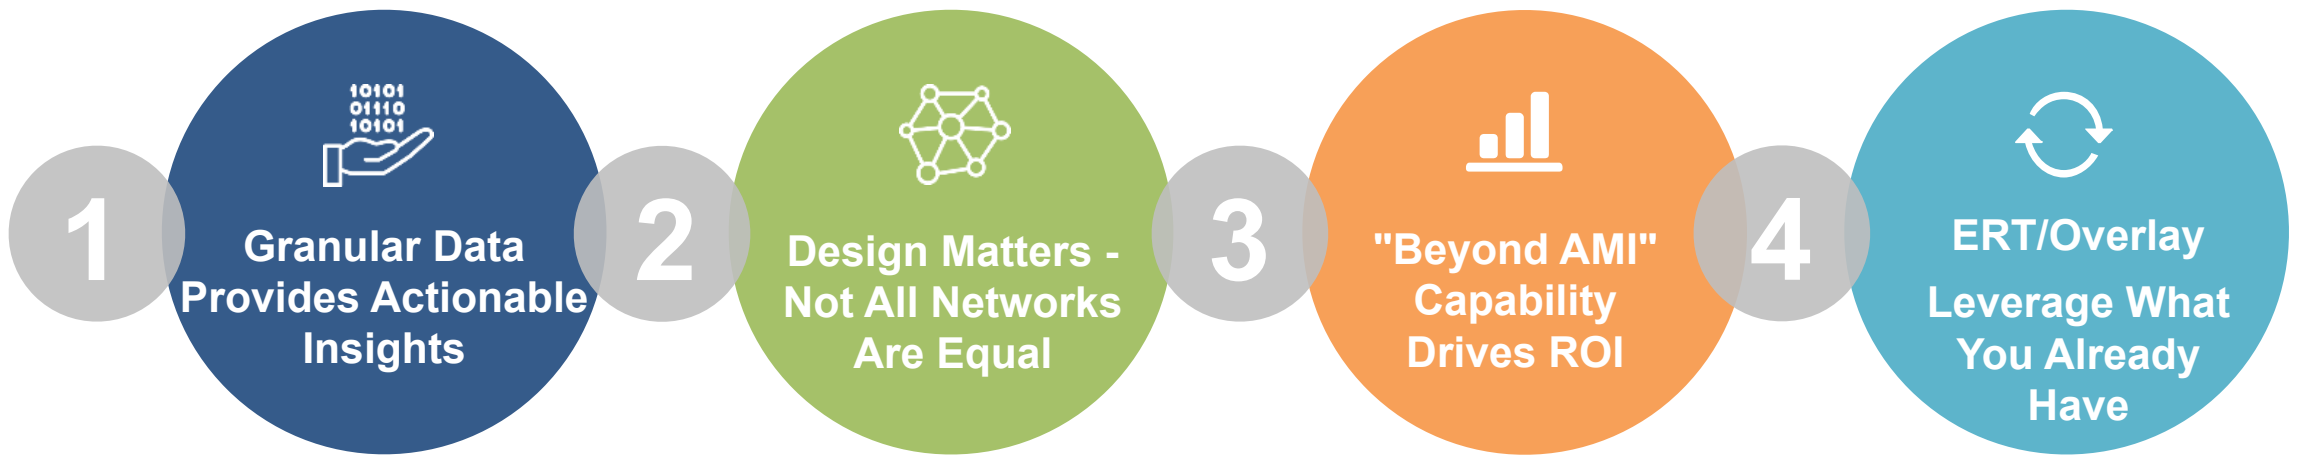 1
10101
01110
10101
Granular Data
Provides Actionable
Insights
2
Design Matters -
Not All Networks
Are Equal
3
"Beyond AMI"
Capability
Drives ROI
4
ERT/Overlay
Leverage What
You Already
Have